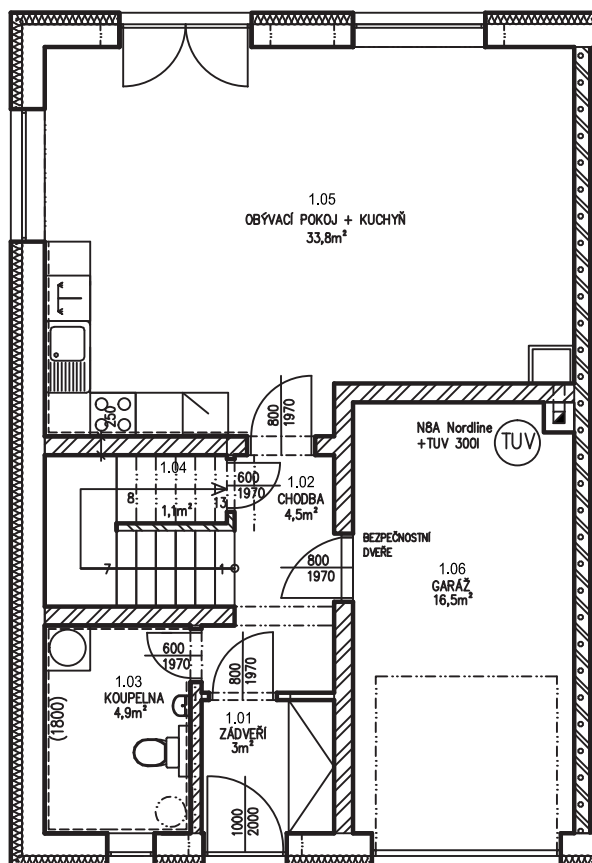 1.05
OBÝVACÍ POKOJ + KUCHYŇ
33,8m²
250
800
1970
N8A Nordline
+TUV 300l
TUV
1.04
8
1,1m²
13
600
1970
1.02
CHODBA
4,5m²
BEZPEČNOSTNÍ
DVEŘE
7
1
800
1970
1.06
GARÁŽ
16,5m²
600
1970
800
1970
1.03
KOUPELNA
4,9m²
(1800)
1.01
ZÁDVEŘÍ
3m²
1000
2000